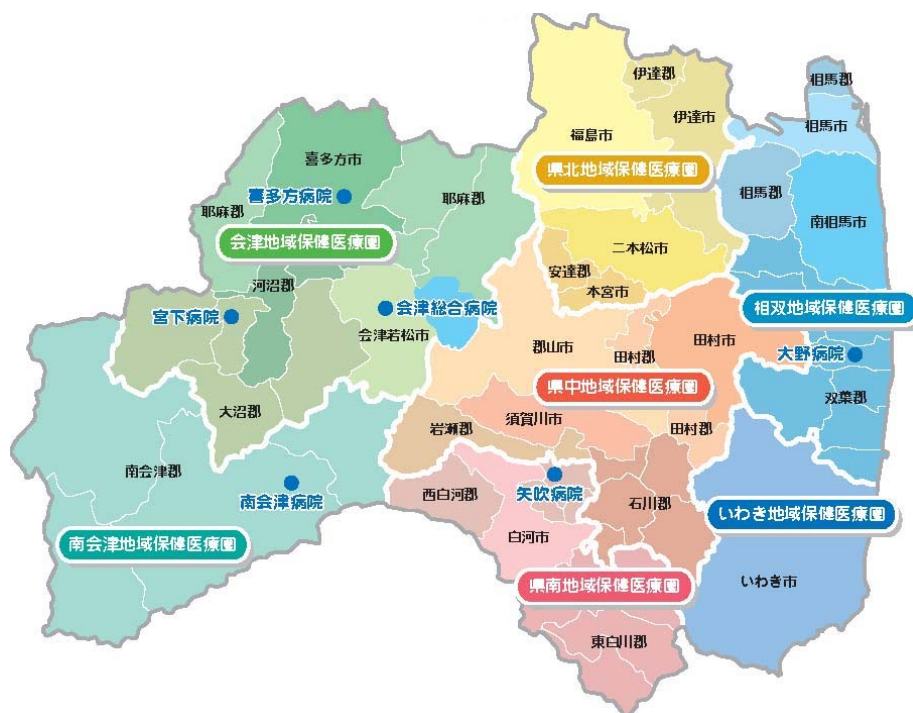 相馬郡
伊達郡
伊達市
相馬市
福島市
喜多方市
県北地域保健医療圏
相馬郡
耶麻郡
喜多方病院
耶麻郡
南相馬市
会津地域保健医療圏
二本松市
安達郡
河沼郡
本宮市
宮下病院
会津総合病院
相双地域保健医療圏
会津若松市
郡山市
田村郡
田村市
大野病院
県中地域保健医療圏
双葉郡
大沼郡
須賀川市
岩瀬郡
田村郡
南会津郡
矢吹病院
南会津病院
西白河郡
石川郡
いわき地域保健医療圏
白河市
南会津地域保健医療圏
県南地域保健医療圏
いわき市
東白川郡